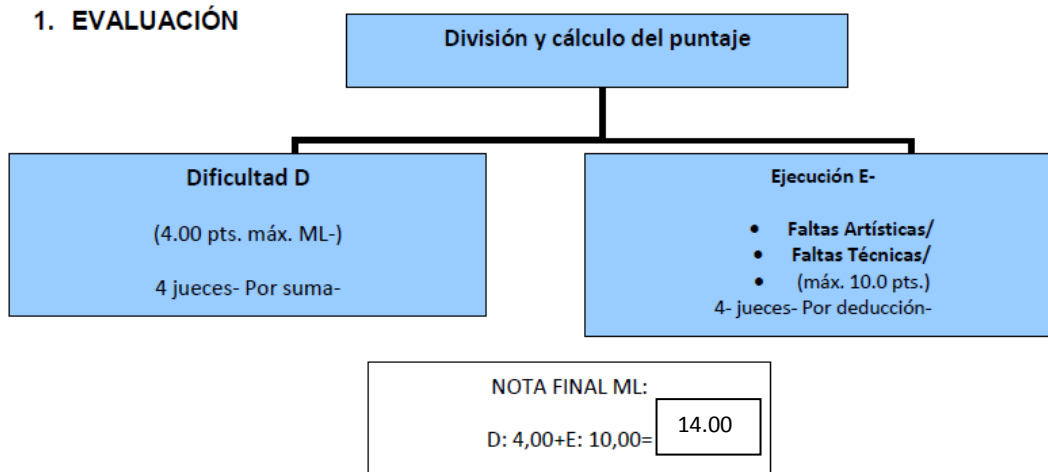 1. EVALUACIÓN
División y cálculo del puntaje
Dificultad D
(4.00 pts. máx. ML-)
4 jueces- Por suma-
Ejecución E-
• Faltas Artísticas/
• Faltas Técnicas/
• (máx. 10.0 pts.)
4- jueces- Por deducción-
NOTA FINAL ML:
D: 4,00+E: 10,00= 14.00